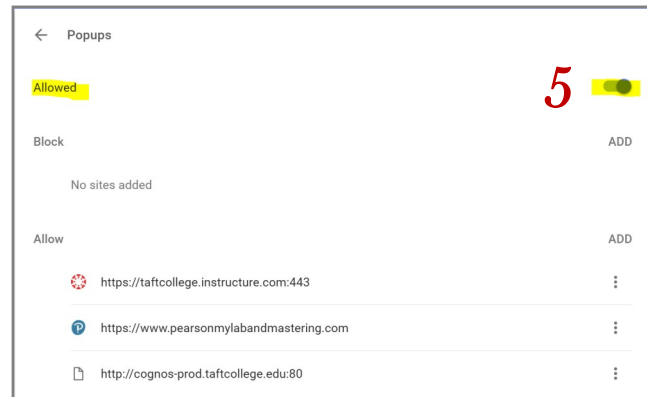 Popups
Allowed 5
Block ADD
No sites added
Allow ADD
https://taftcollege.instructure.com:443
https://www.pearsonmylabandmastering.com
http://cognos-prod.taftcollege.edu:80